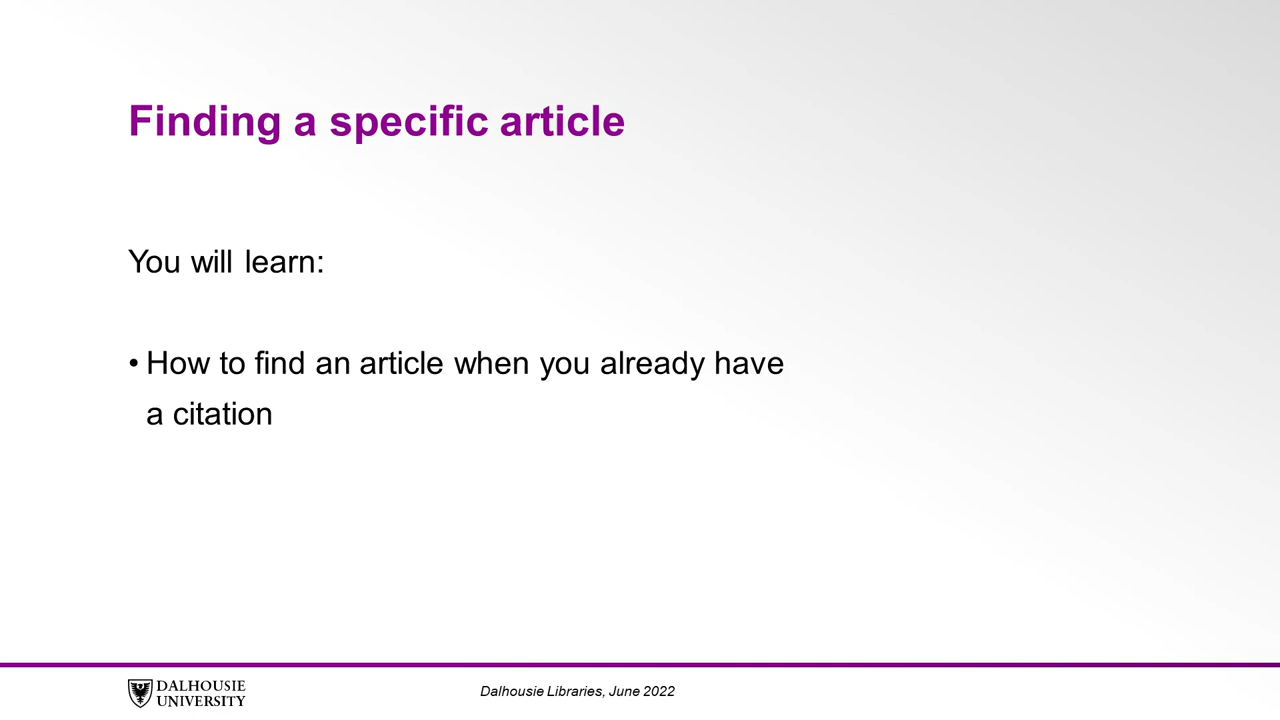 Finding a specific article
You will learn:
• How to find an article when you already have
a citation
DALHOUSIE
UNIVERSITY
Dalhousie Libraries, June 2022